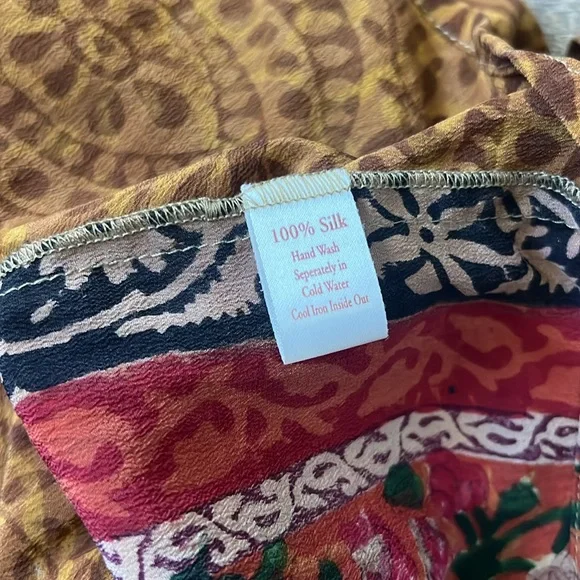 100% Silk
Hand Wash
Seperately in
Cold Water
Cool Iron Inside Out